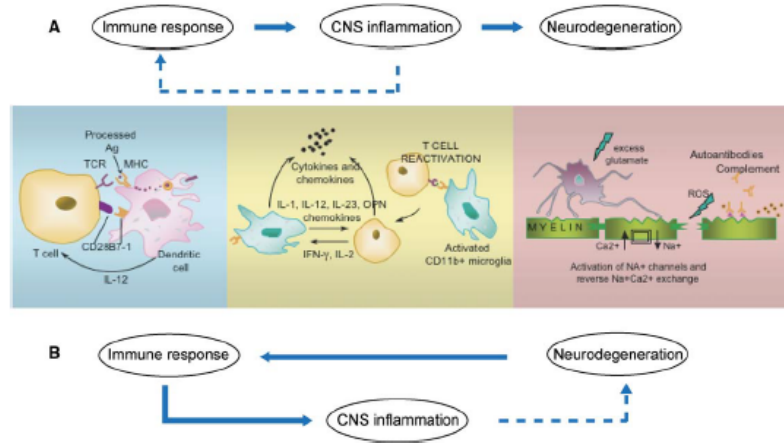 A
Immune response
CNS inflammation
Neurodegeneration
Processed
Ag
TCR
MHC
CD28B7-1
T cell
Dendritic
cell
IL-12
Cytokines and
chemokines
T CELL
REACTIVATION
IL-1, IL-12, IL-23, OPN
chemokines
IFN-γ, IL-2
Activated
CD11b+ microglia
excess
glutamate
Autoantibodies
Complement
ROS
MYELIN
Ca2+
Na+
Activation of NA+ channels and
reverse Na+Ca2+ exchange
B
Immune response
Neurodegeneration
CNS inflammation